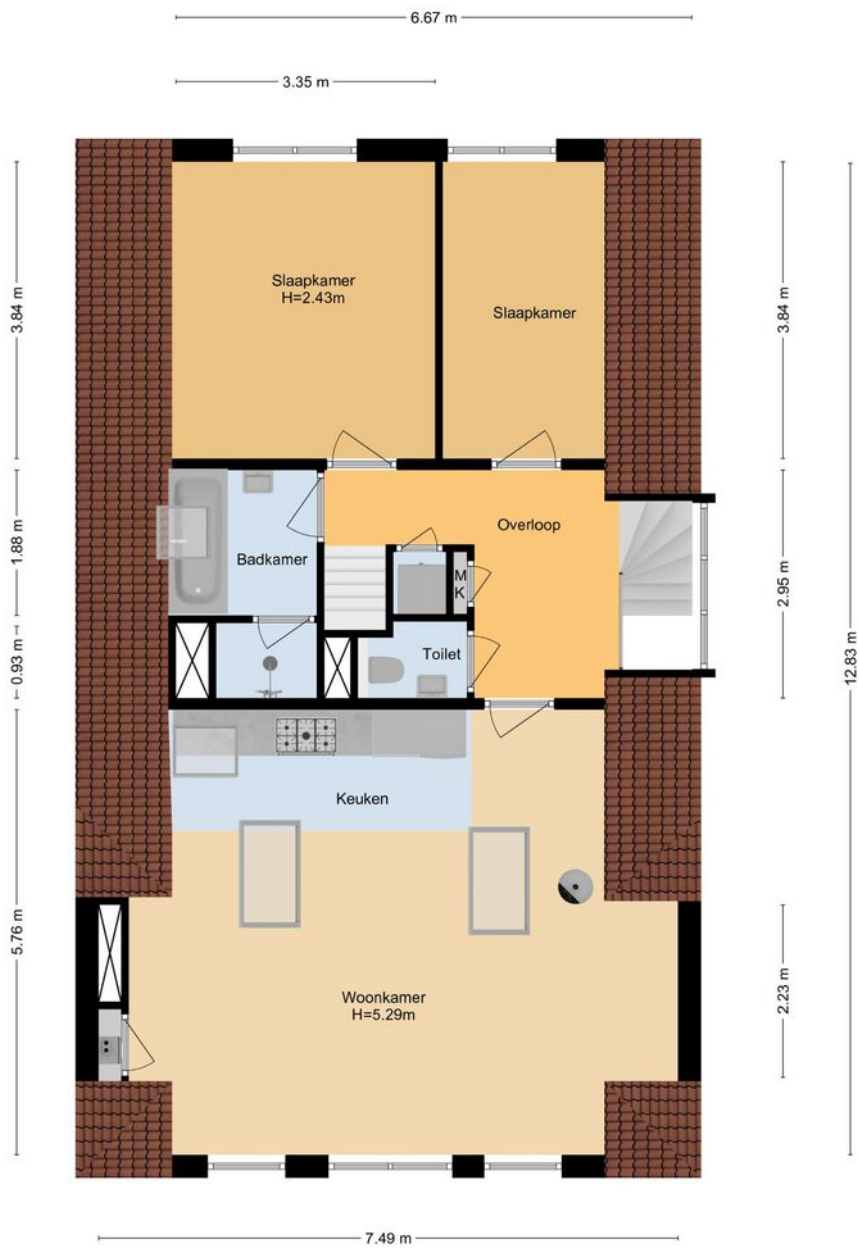 6.67 m
3.35 m
3.84 m
3.84 m
Slaapkamer
H=2.43m
Slaapkamer
1.88 m
2.95 m
12.83 m
Overloop
Badkamer
M
K
0.93 m
Toilet
Keuken
5.76 m
2.23 m
Woonkamer
H=5.29m
7.49 m